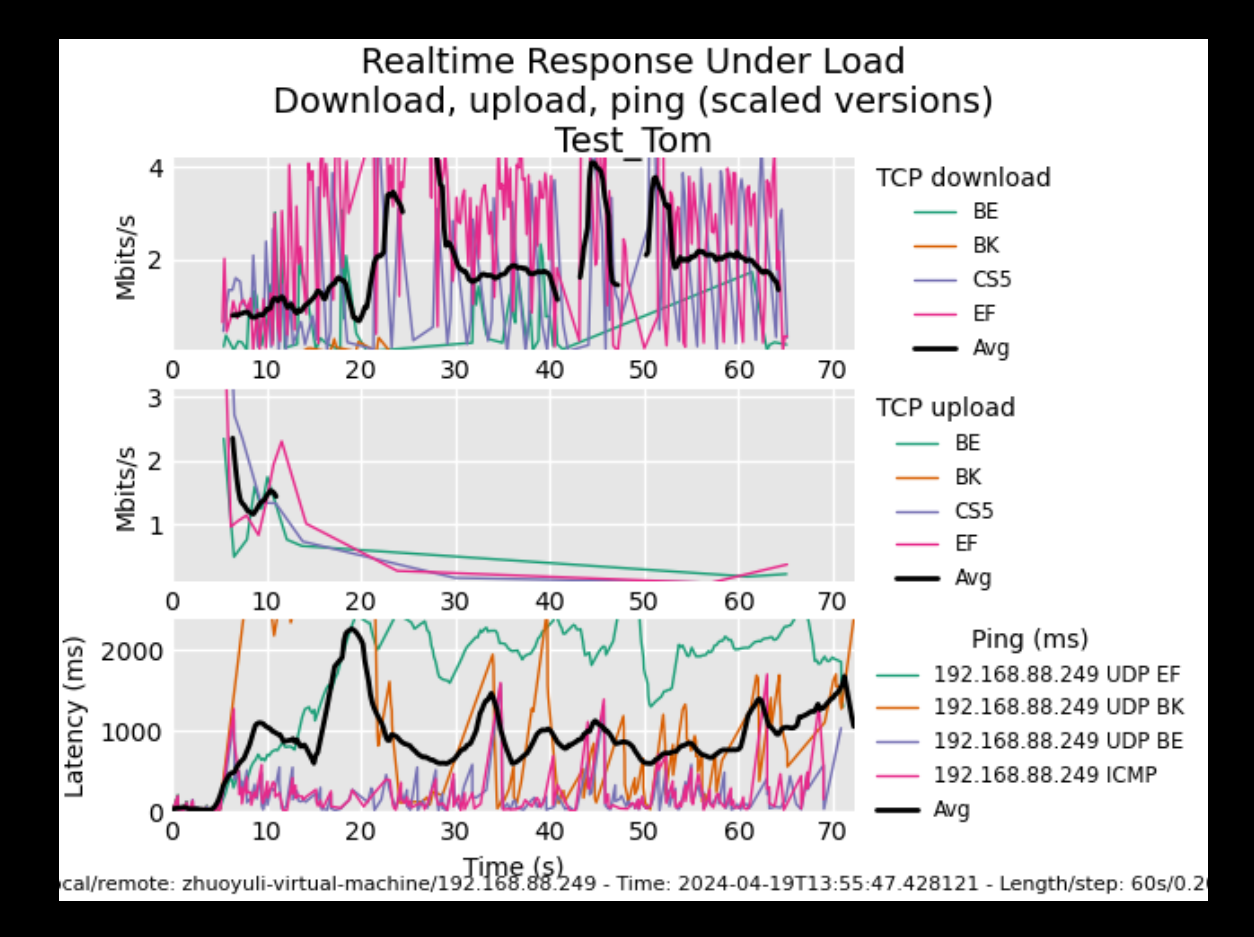 Realtime Response Under Load
Download, upload, ping (scaled versions)
Test_Tom
4
2
Mbits/s
0 10 20 30 40 50 60 70
TCP download
BE
BK
CS5
EF
Avg
3
2
1
Mbits/s
0 10 20 30 40 50 60 70
TCP upload
BE
BK
CS5
EF
Avg
2000
1000
0
Latency (ms)
0 10 20 30 40 50 60 70
Time (s)
Ping (ms)
192.168.88.249 UDP EF
192.168.88.249 UDP BK
192.168.88.249 UDP BE
192.168.88.249 ICMP
Avg
ocal/remote: zhuoyuli-virtual-machine/192.168.88.249 - Time: 2024-04-19T13:55:47.428121 - Length/step: 60s/0.20